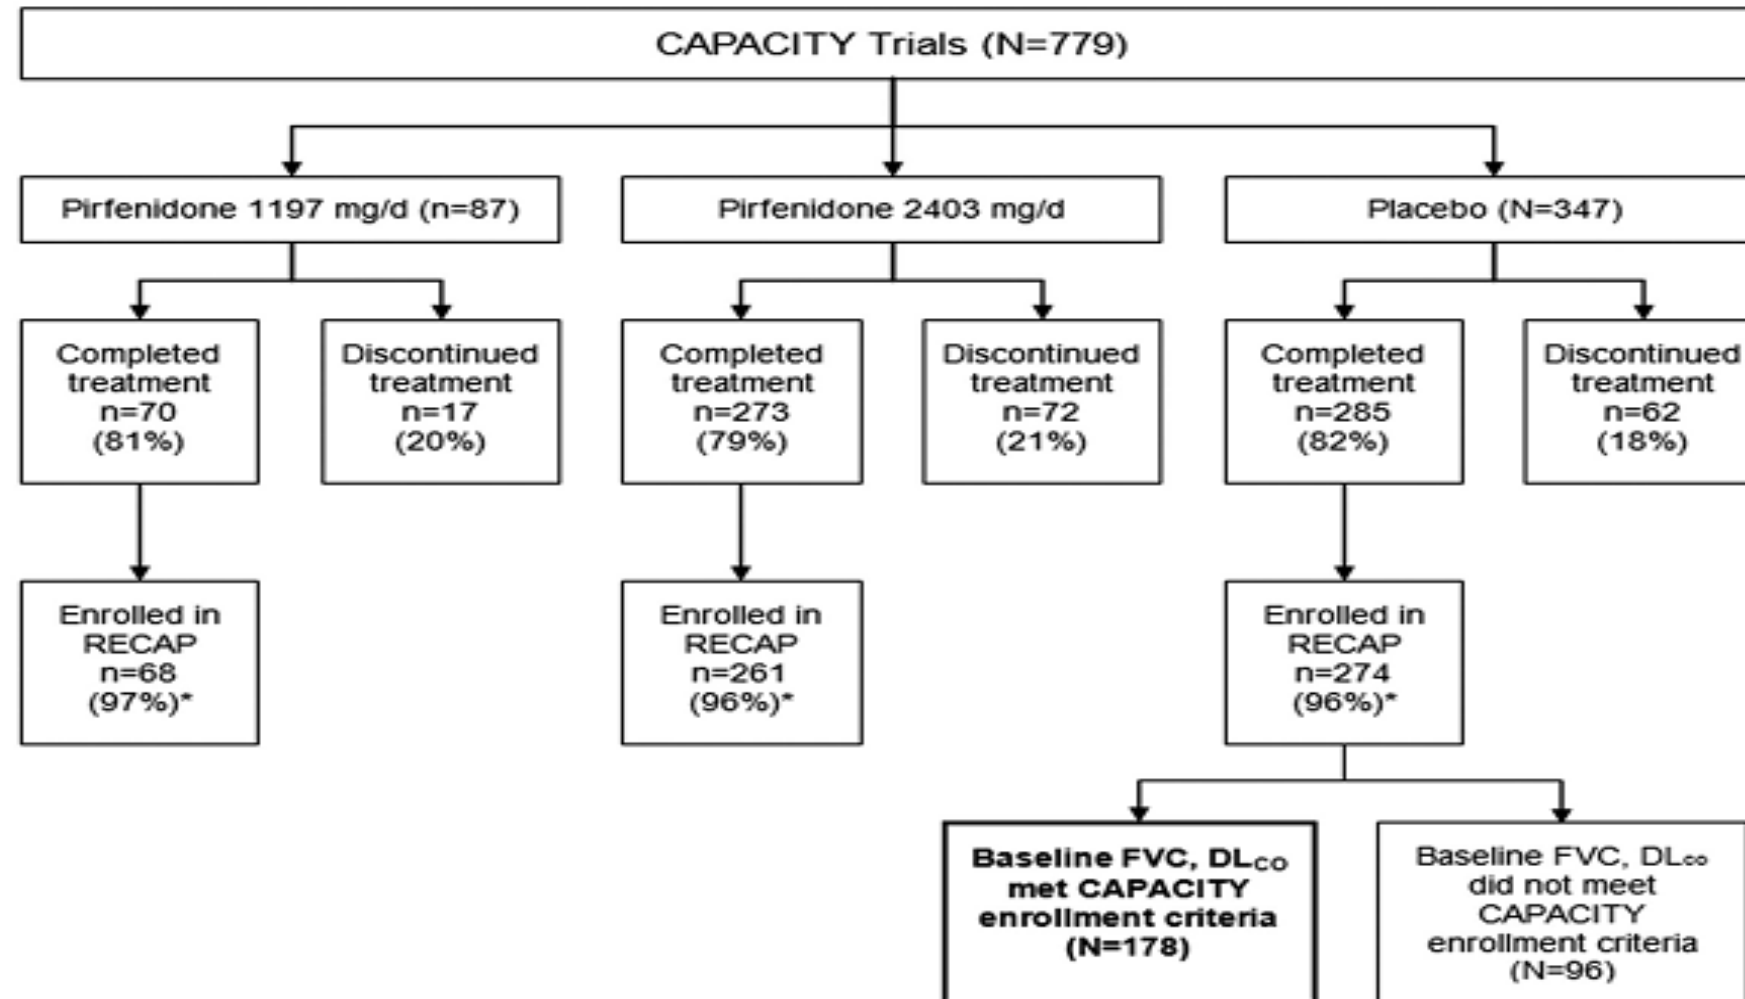 CAPACITY Trials (N=779)
Pirfenidone 1197 mg/d (n=87)
Pirfenidone 2403 mg/d
Placebo (N=347)
Completed
treatment
n=70
(81%)
Discontinued
treatment
n=17
(20%)
Completed
treatment
n=273
(79%)
Discontinued
treatment
n=72
(21%)
Completed
treatment
n=285
(82%)
Discontinued
treatment
n=62
(18%)
Enrolled in
RECAP
n=68
(97%)*
Enrolled in
RECAP
n=261
(96%)*
Enrolled in
RECAP
n=274
(96%)*
Baseline FVC, DLCO
met CAPACITY
enrollment criteria
(N=178)
Baseline FVC, DLco
did not meet
CAPACITY
enrollment criteria
(N=96)